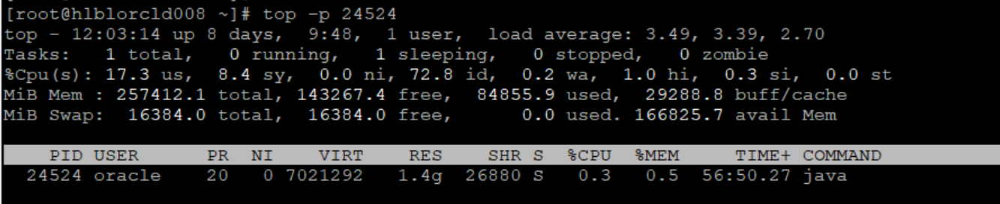 [root@hlblorcld008 ~]# top -p 24524
top - 12:03:14 up 8 days,  9:48,  1 user,  load average: 3.49, 3.39, 2.70
Tasks:   1 total,   0 running,   1 sleeping,   0 stopped,   0 zombie
%Cpu(s): 17.3 us,  8.4 sy,  0.0 ni, 72.8 id,  0.2 wa,  1.0 hi,  0.3 si,  0.0 st
MiB Mem : 257412.1 total, 143267.4 free,  84855.9 used,  29288.8 buff/cache
MiB Swap:  16384.0 total,  16384.0 free,      0.0 used. 166825.7 avail Mem
PID USER      PR  NI    VIRT    RES    SHR S  %CPU  %MEM     TIME+ COMMAND
24524 oracle    20   0 7021292   1.4g  26880 S   0.3   0.5  56:50.27 java